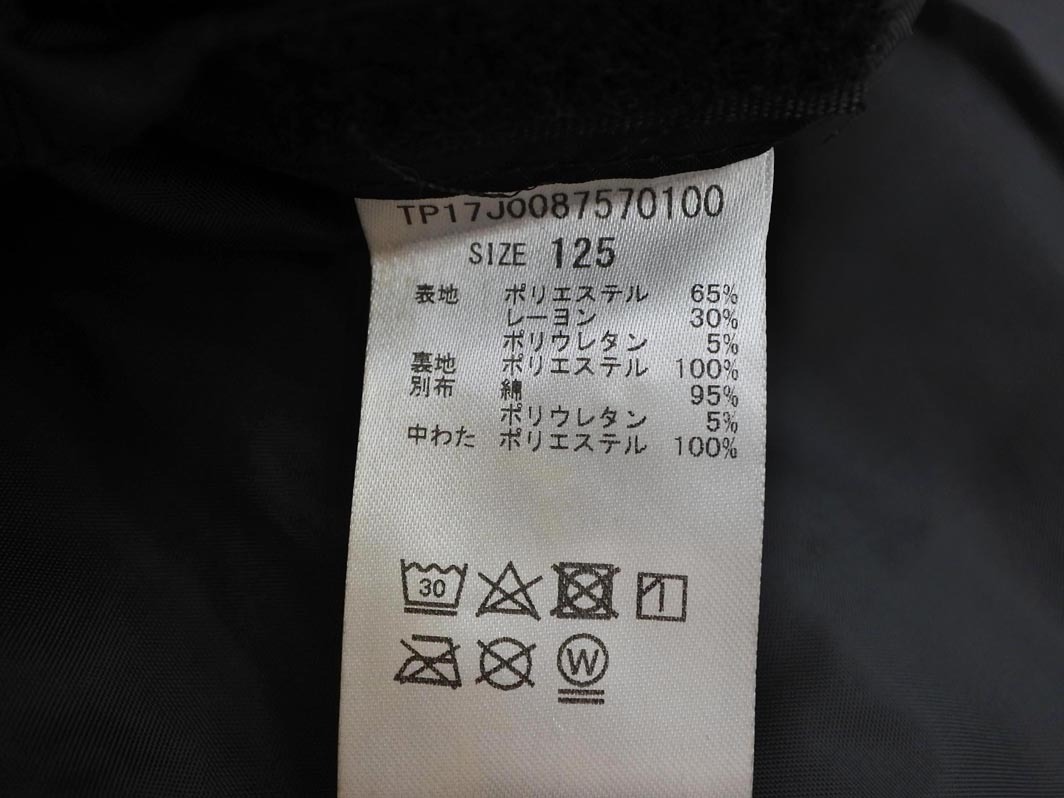 TP17J0087570100
SIZE 125
表地 ポリエステル 65%
レーヨン 30%
ポリウレタン 5%
裏地 ポリエステル 100%
別布 綿 95%
ポリウレタン 5%
中わた ポリエステル 100%
30
W